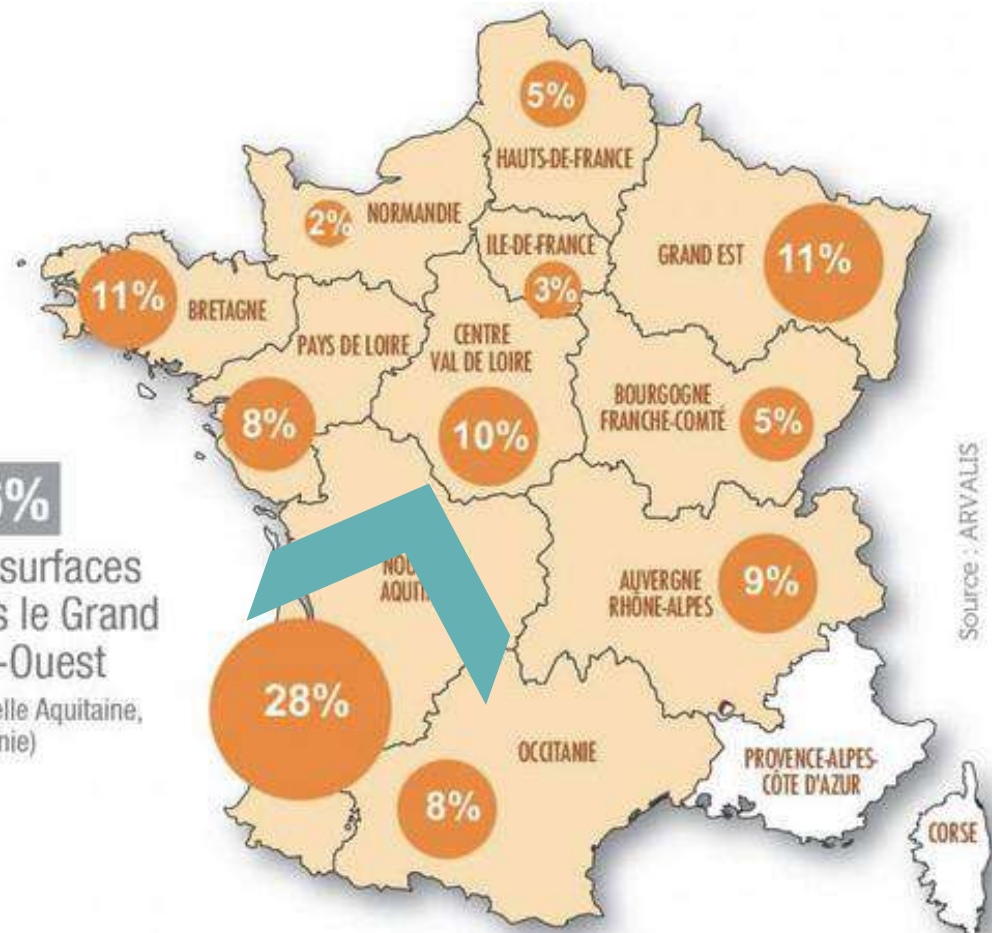 5%
HAUTS-DE-FRANCE
2%
NORMANDIE
ILE-DE-FRANCE
3%
GRAND EST
11%
11%
BRETAGNE
PAYS DE LOIRE
CENTRE
VAL DE LOIRE
BOURGOGNE
FRANCHE-COMTÉ
5%
8%
10%
surfaces
le Grand
-Ouest
Aquitaine,
AUVERGNE
RHÔNE-ALPES
9%
28%
OCCITANIE
8%
PROVENCE-ALPES-
CÔTE D'AZUR
CORSE
Source : ARVALIS